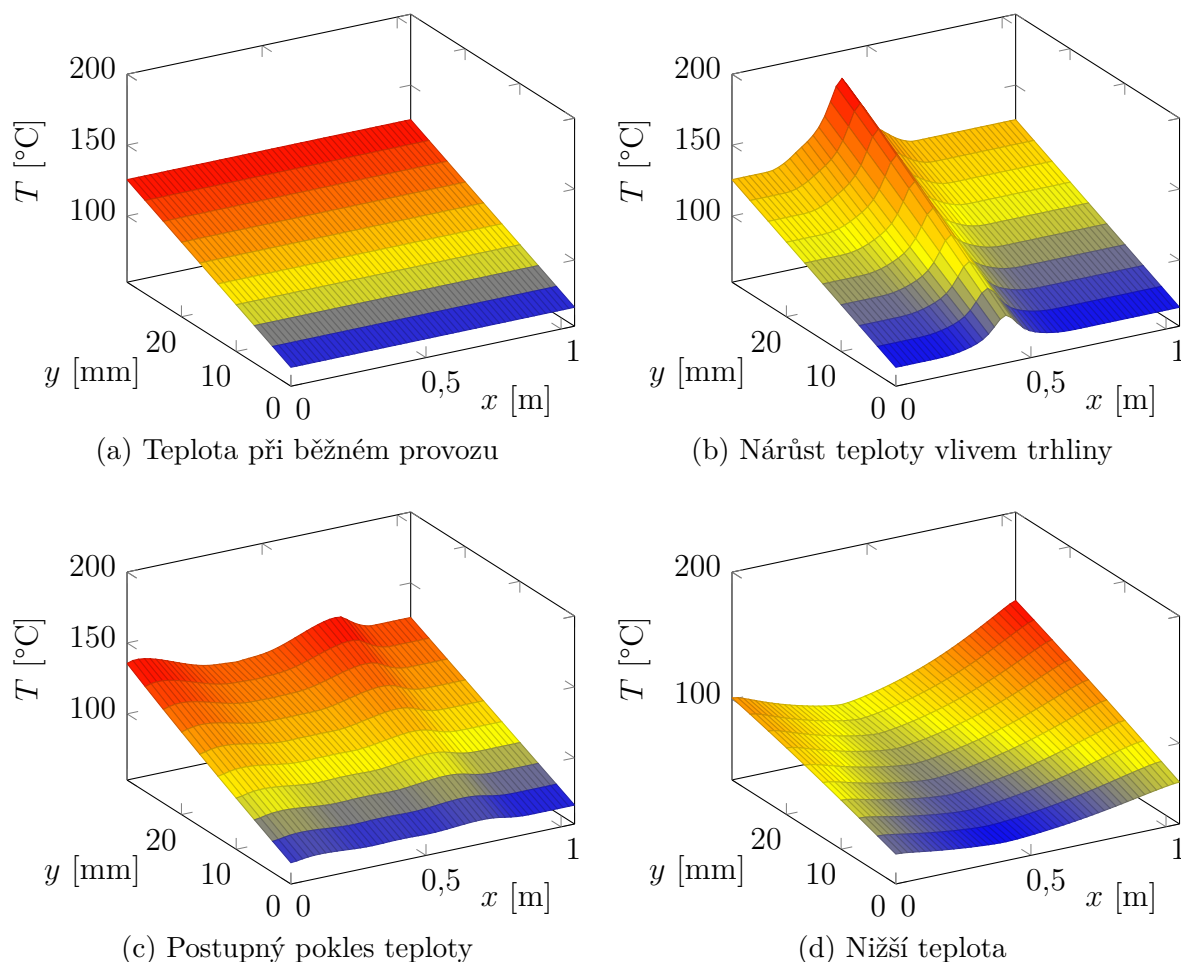 200
150
100
T [°C]
20
10
0
y [mm]
0
0,5
1
x [m]
(a) Teplota při běžném provozu
200
150
100
T [°C]
20
10
0
y [mm]
0
0,5
1
x [m]
(b) Nárůst teploty vlivem trhliny
200
150
100
T [°C]
20
10
0
y [mm]
0
0,5
1
x [m]
(c) Postupný pokles teploty
200
100
T [°C]
20
10
0
y [mm]
0
0,5
1
x [m]
(d) Nižší teplota